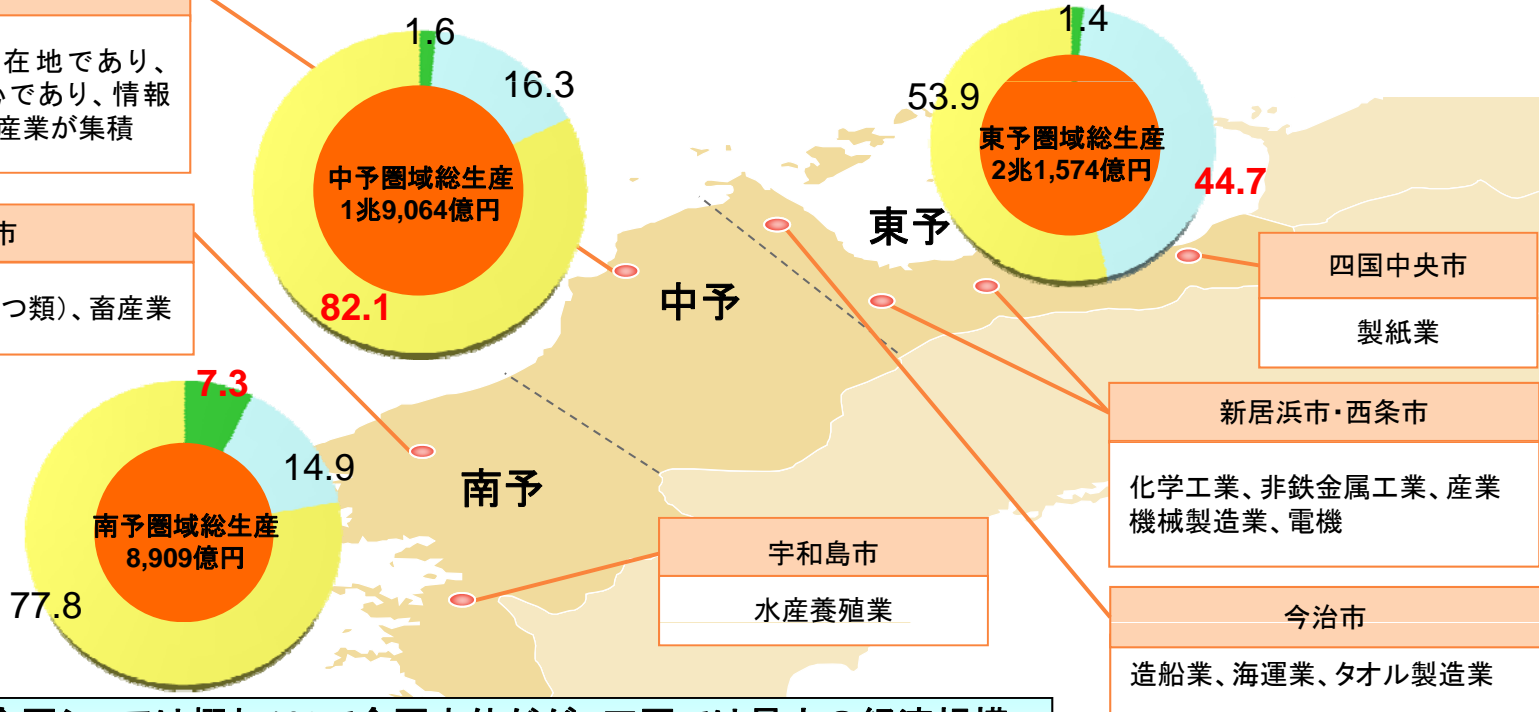 在地であり、
であり、情報
産業が集積
1.6
16.3
82.1
中予圏域総生産
1兆9,064億円
1.4
53.9
44.7
東予圏域総生産
2兆1,574億円
東予
中予
南予
市
つ類）、畜産業
7.3
14.9
77.8
南予圏域総生産
8,909億円
四国中央市
製紙業
新居浜市・西条市
化学工業、非鉄金属工業、産業
機械製造業、電機
宇和島市
水産養殖業
今治市
造船業、海運業、タオル製造業